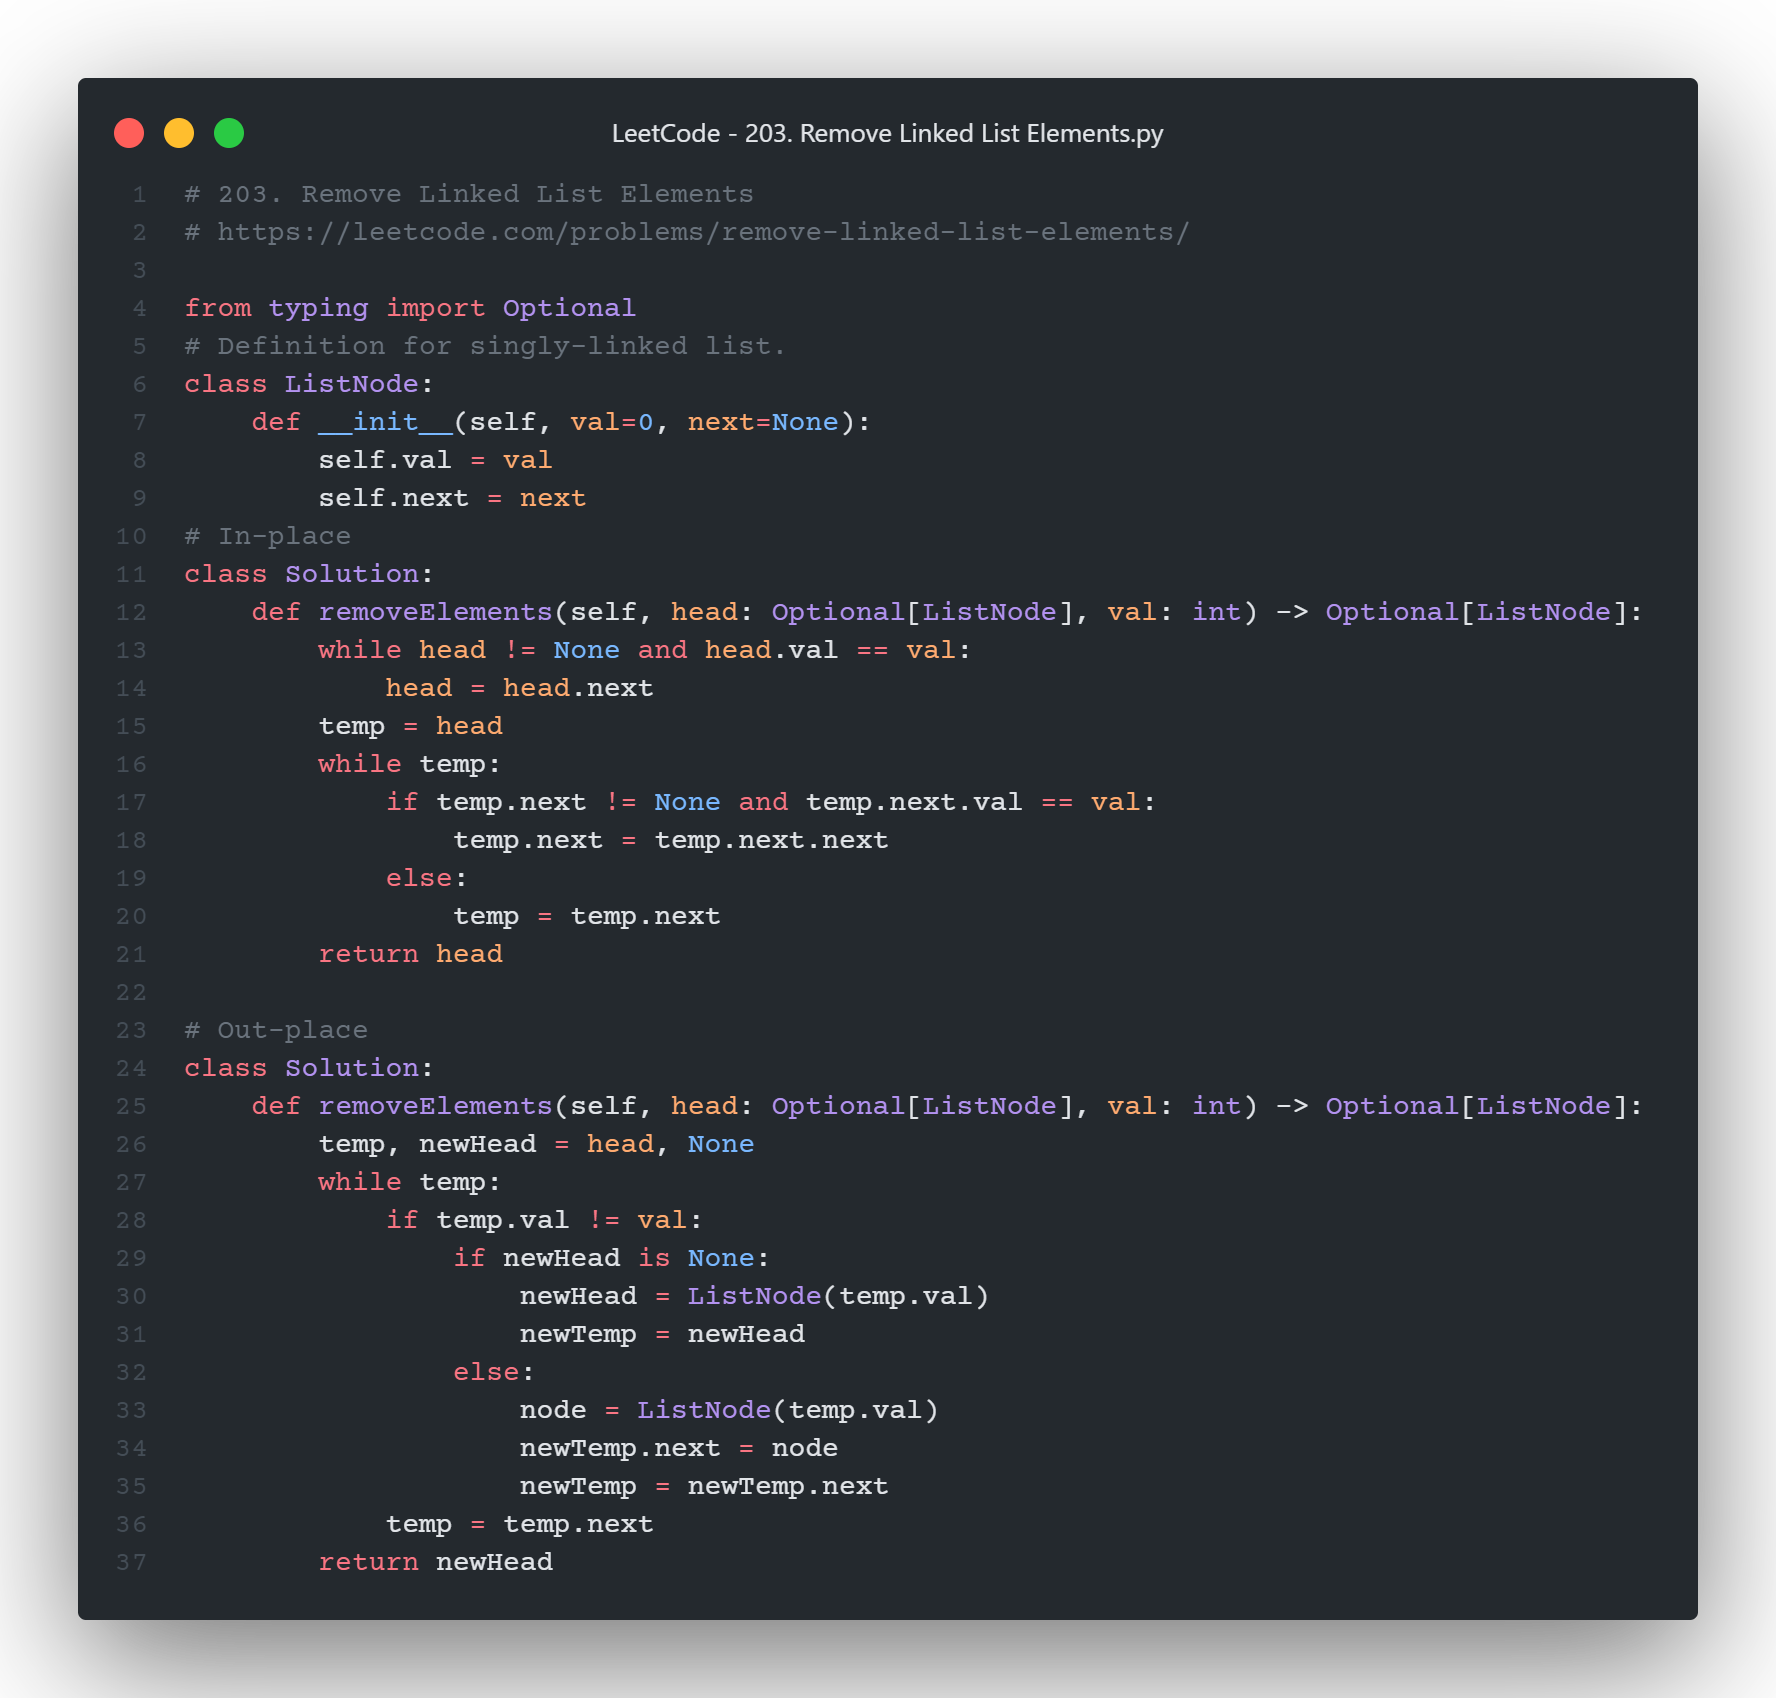 LeetCode - 203. Remove Linked List Elements.py
1 # 203. Remove Linked List Elements
2 # https://leetcode.com/problems/remove-linked-list-elements/
3
4 from typing import Optional
5 # Definition for singly-linked list.
6 class ListNode:
7     def __init__(self, val=0, next=None):
8         self.val = val
9         self.next = next
10 # In-place
11 class Solution:
12     def removeElements(self, head: Optional[ListNode], val: int) -> Optional[ListNode]:
13         while head != None and head.val == val:
14             head = head.next
15         temp = head
16         while temp:
17             if temp.next != None and temp.next.val == val:
18                 temp.next = temp.next.next
19             else:
20                 temp = temp.next
21         return head
22
23 # Out-place
24 class Solution:
25     def removeElements(self, head: Optional[ListNode], val: int) -> Optional[ListNode]:
26         temp, newHead = head, None
27         while temp:
28             if temp.val != val:
29                 if newHead is None:
30                     newHead = ListNode(temp.val)
31                     newTemp = newHead
32                 else:
33                     node = ListNode(temp.val)
34                     newTemp.next = node
35                     newTemp = newTemp.next
36             temp = temp.next
37         return newHead